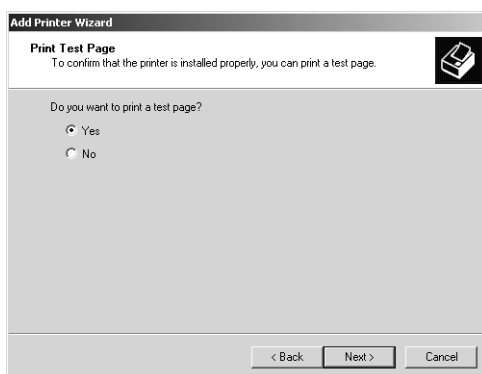 Add Printer Wizard
Print Test Page
To confirm that the printer is installed properly, you can print a test page.
Do you want to print a test page?
Yes
No
< Back Next > Cancel